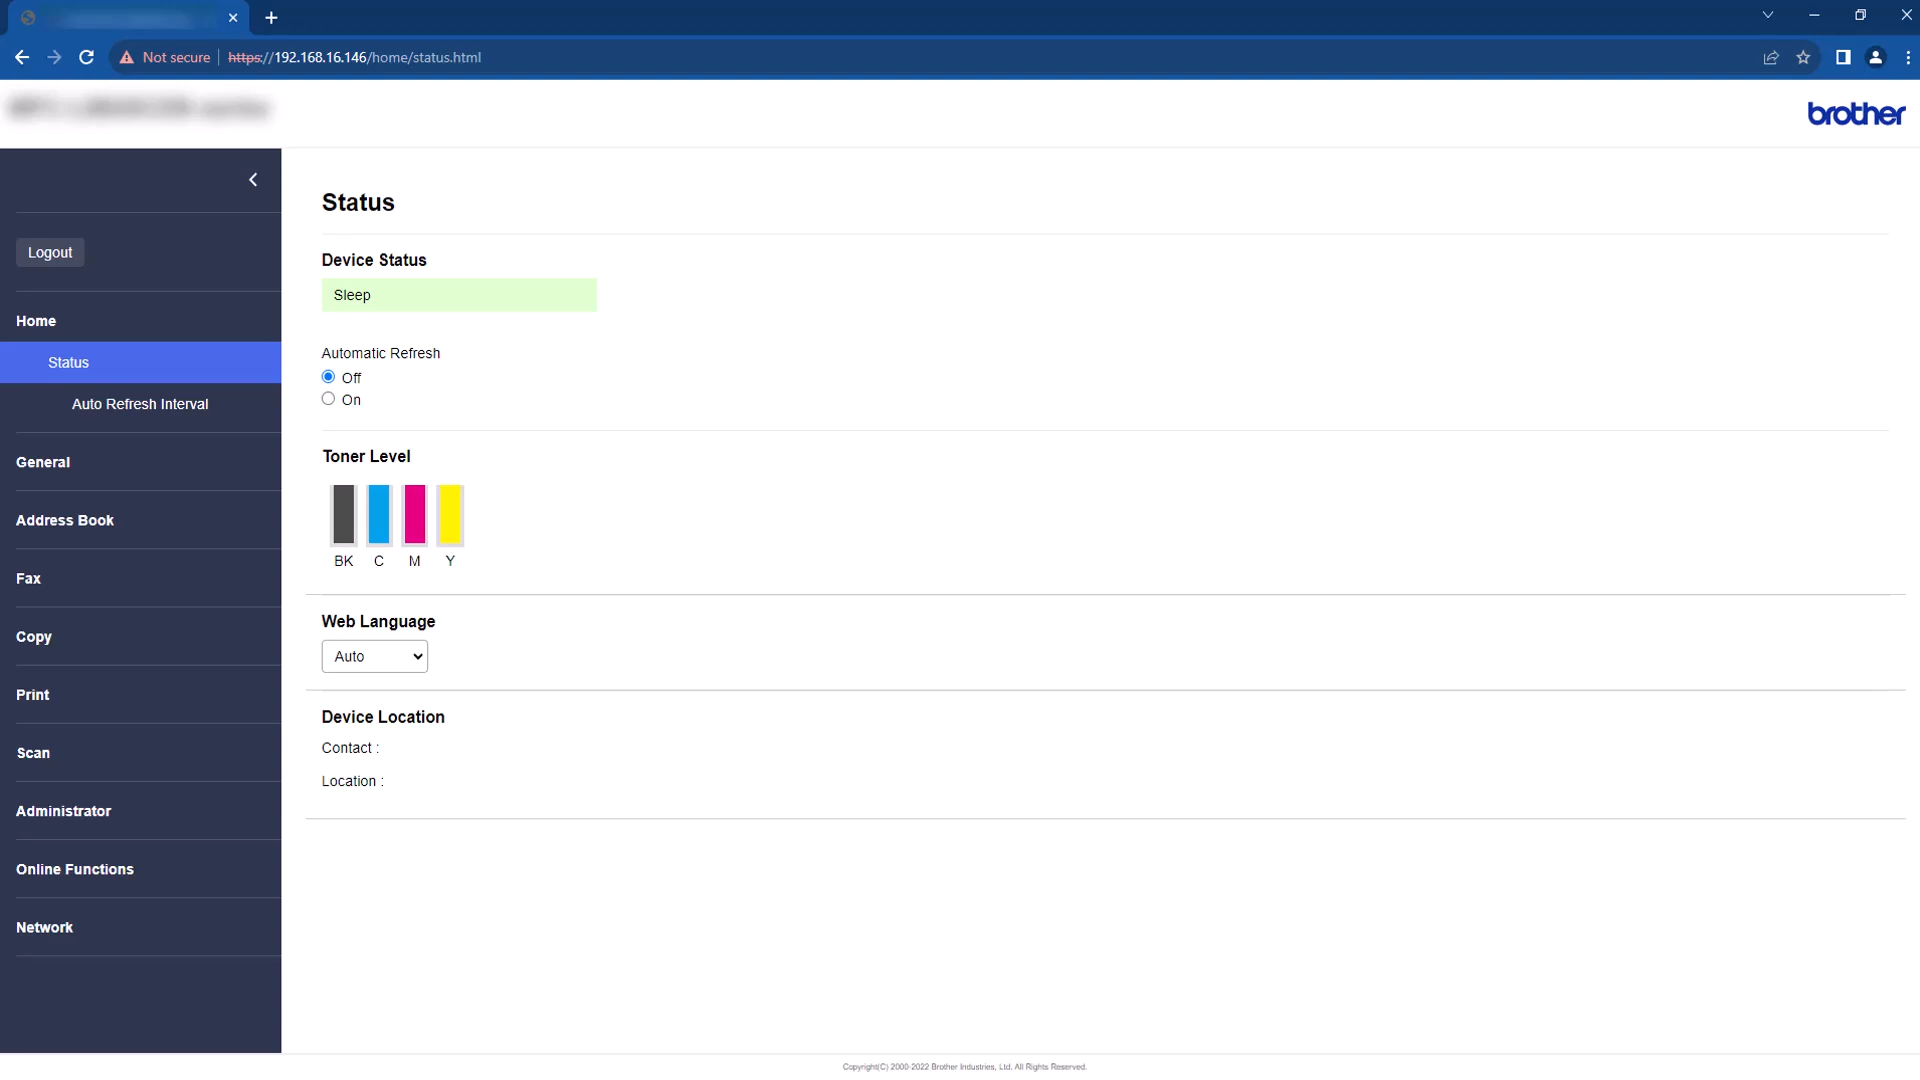 Not secure
https://192.168.16.146/home/status.html
brother
Logout
Home
Status
Auto Refresh Interval
General
Address Book
Fax
Copy
Print
Scan
Administrator
Online Functions
Network
Status
Device Status
Sleep
Automatic Refresh
Off
On
Toner Level
BK C M Y
Web Language
Auto
Device Location
Contact :
Location :
Copyright(C) 2000-2022 Brother Industries, Ltd. All Rights Reserved.